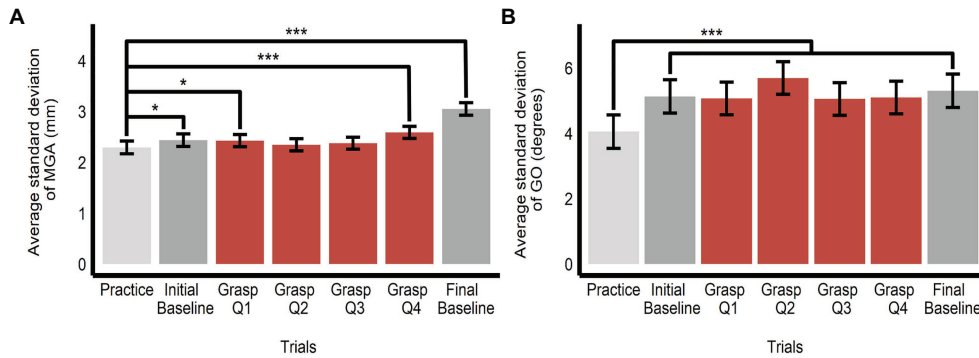 A
***
***
*
*
4
3
2
1
0
Average standard deviation
of MGA (mm)
Practice Initial Grasp Grasp Grasp Grasp Final
Baseline Q1 Q2 Q3 Q4 Baseline
Trials
B
***
6
4
2
0
Average standard deviation
of GO (degrees)
Practice Initial Grasp Grasp Grasp Grasp Final
Baseline Q1 Q2 Q3 Q4 Baseline
Trials